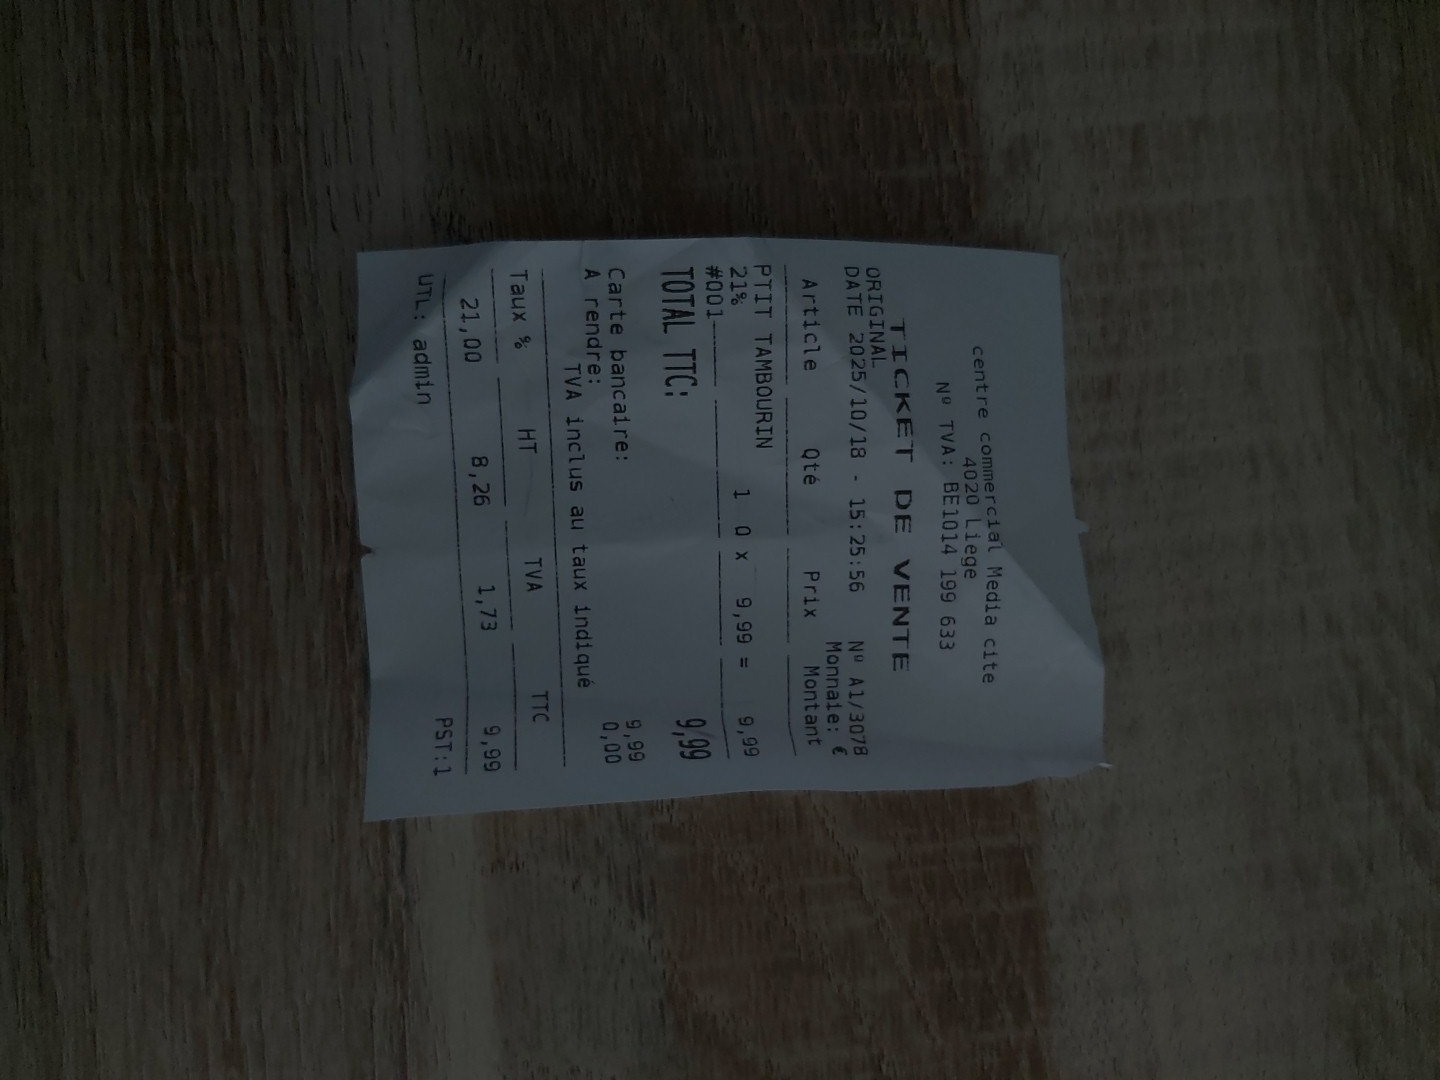 centre commercial Media cite
4020 Liege
Nº TVA: BE1014 199 633
TICKET DE VENTE
ORIGINAL
DATE 2025/10/18 - 15:25:56 Nº A1/3078
Monnaie: €
Article Qté Prix Montant
PTIT TAMBOURIN
21% 1 0 x 9,99 = 9,99
#001
TOTAL TTC: 9,99
Carte bancaire: 9,99
A rendre: 0,00
TVA inclus au taux indiqué
Taux % HT TVA TTC
21,00 8,26 1,73 9,99
UTL: admin PST:1